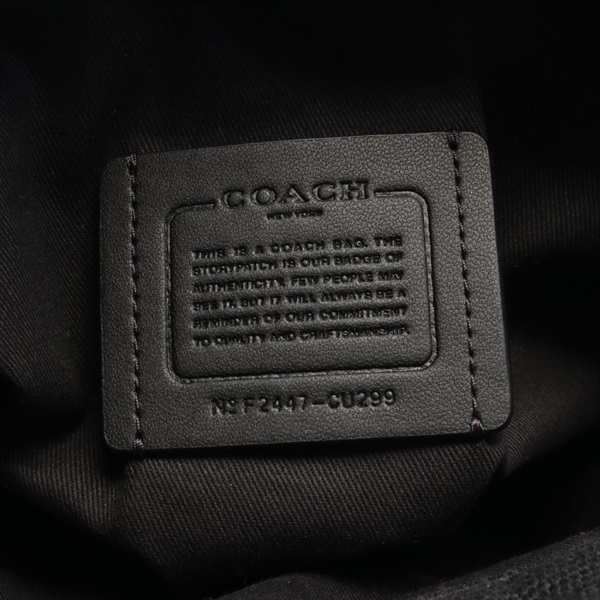 COACH
NEW YORK
THIS IS A COACH BAG. THE
STORYPATCH IS OUR BADGE OF
AUTHENTICITY. FEW PEOPLE MAY
SEE IT, BUT IT WILL ALWAYS BE A
REMINDER OF OUR COMMITMENT
TO QUALITY AND CRAFTSMANSHIP.
No F2447-CU299